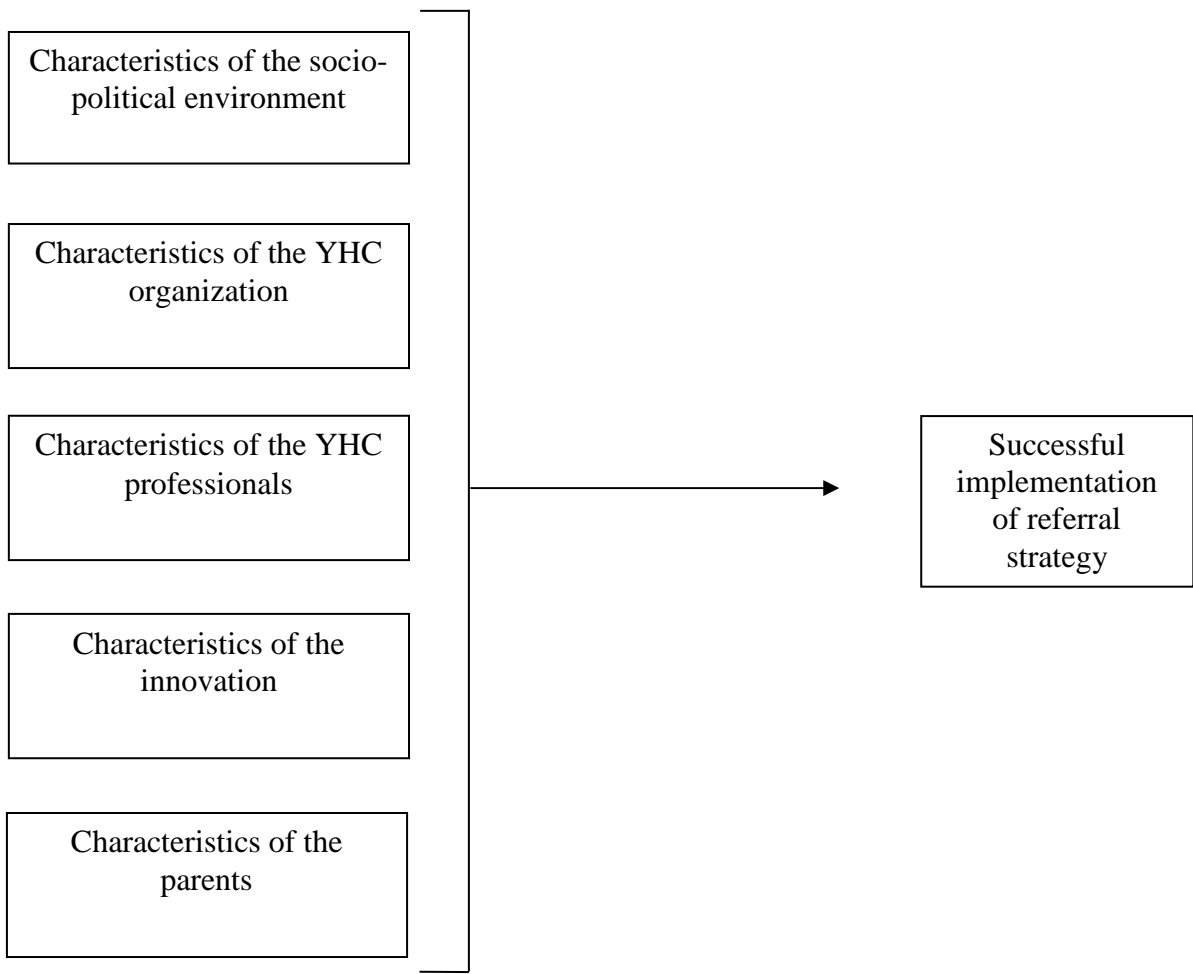 Characteristics of the socio-
political environment
Characteristics of the YHC
organization
Characteristics of the YHC
professionals
Successful
implementation
of referral
strategy
Characteristics of the
innovation
Characteristics of the
parents